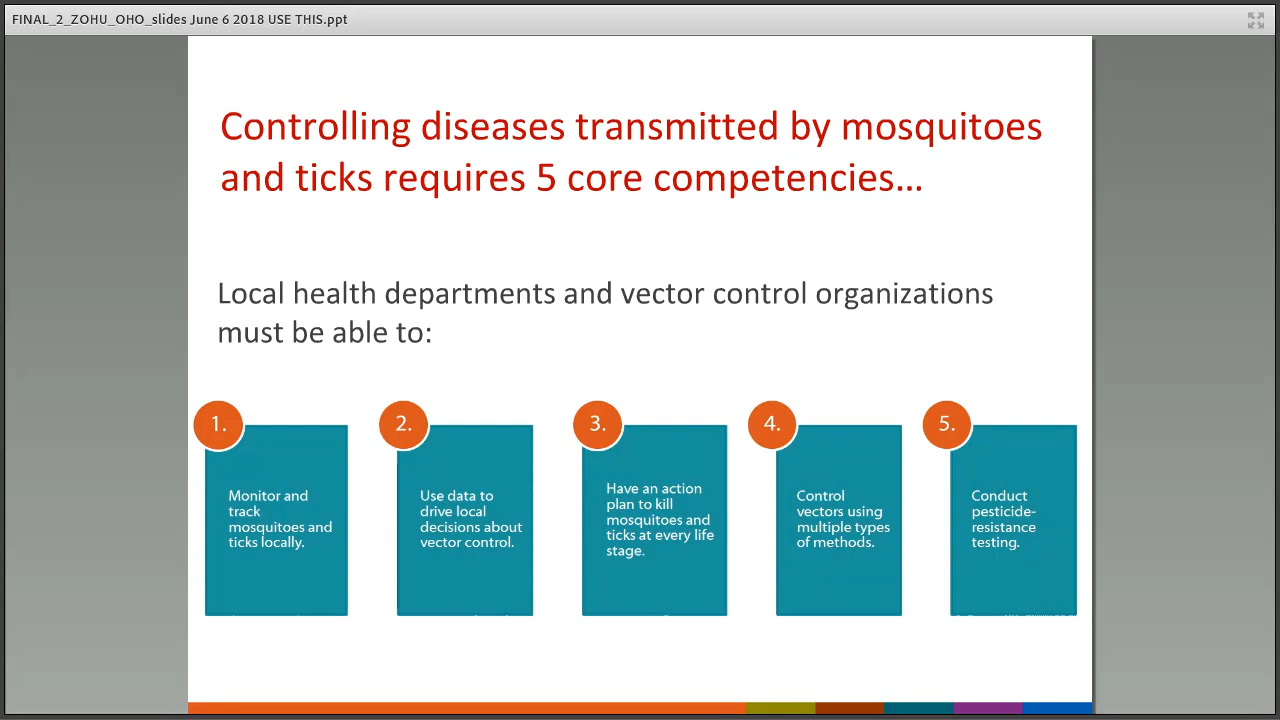 FINAL_2_ZOHU_OHO_slides June 6 2018 USE THIS.ppt
Controlling diseases transmitted by mosquitoes
and ticks requires 5 core competencies…
Local health departments and vector control organizations
must be able to:
1.
Monitor and
track
mosquitoes and
ticks locally.
2.
Use data to
drive local
decisions about
vector control.
3.
Have an action
plan to kill
mosquitoes and
ticks at every life
stage.
4.
Control
vectors using
multiple types
of methods.
5.
Conduct
pesticide-
resistance
testing.